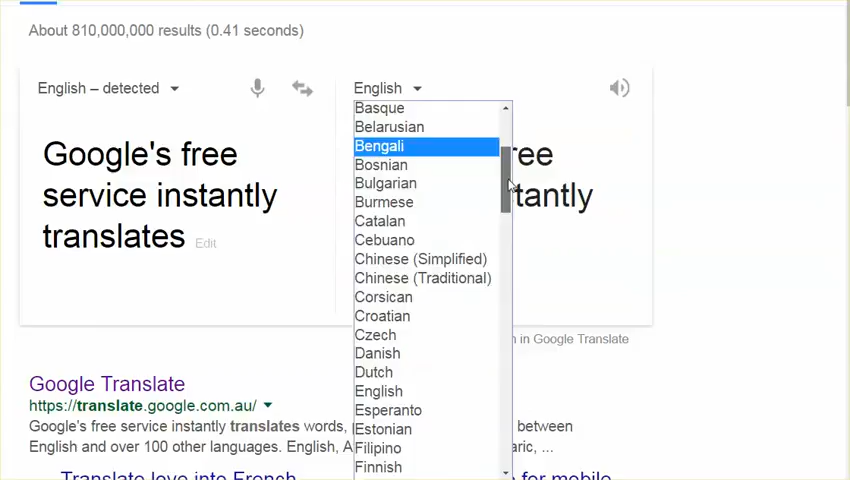 About 810,000,000 results (0.41 seconds)
English – detected
English
Google's free
service instantly
translates Edit
Basque
Belarusian
Bengali
Bosnian
Bulgarian
Burmese
Catalan
Cebuano
Chinese (Simplified)
Chinese (Traditional)
Corsican
Croatian
Czech
Danish
Dutch
English
Esperanto
Estonian
Filipino
Finnish
in Google Translate
Google Translate
https://translate.google.com.au/
Google's free service instantly translates words, between
English and over 100 other languages. English, ...
Translate love into French for mobile